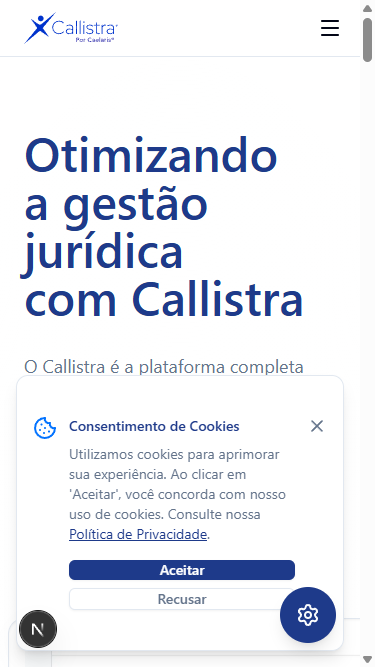 Callistra
Por Caelaris®
Otimizando
a gestão
jurídica
com Callistra
O Callistra é a plataforma completa
Consentimento de Cookies
Utilizamos cookies para aprimorar
sua experiência. Ao clicar em
'Aceitar', você concorda com nosso
uso de cookies. Consulte nossa
Política de Privacidade.
Aceitar
Recusar
N